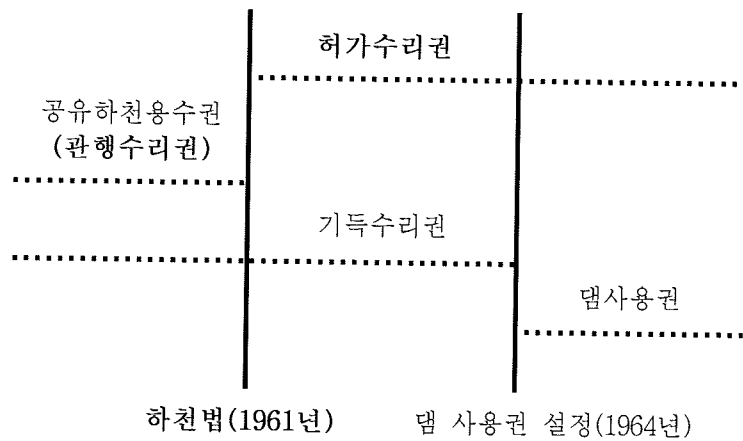 허가수리권
공유하천용수권
(관행수리권)
기득수리권
댐사용권
하천법(1961년)
댐 사용권 설정(1964년)